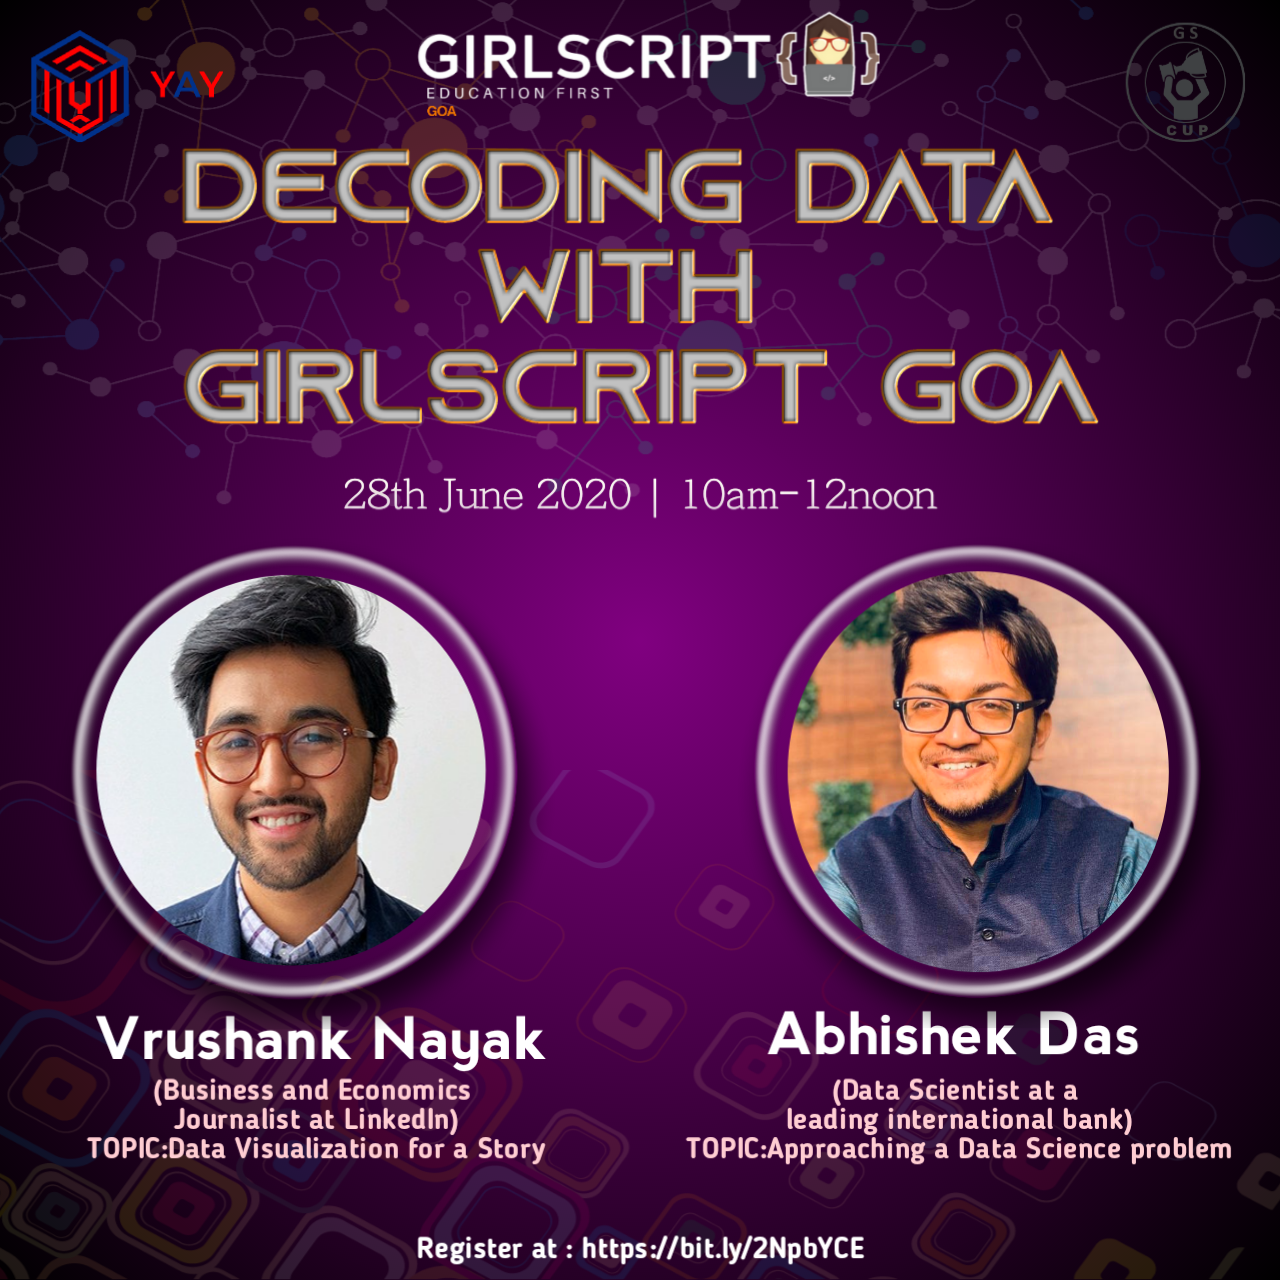 YAY
GIRLSCRIPT
EDUCATION FIRST
GOA
</>
GS
CUP
DECODING DATA
WITH
GIRLSCRIPT GOA
28th June 2020 | 10am-12noon
Vrushank Nayak
(Business and Economics
Journalist at LinkedIn)
TOPIC:Data Visualization for a Story
Abhishek Das
(Data Scientist at a
leading international bank)
TOPIC:Approaching a Data Science problem
Register at : https://bit.ly/2NpbYCE